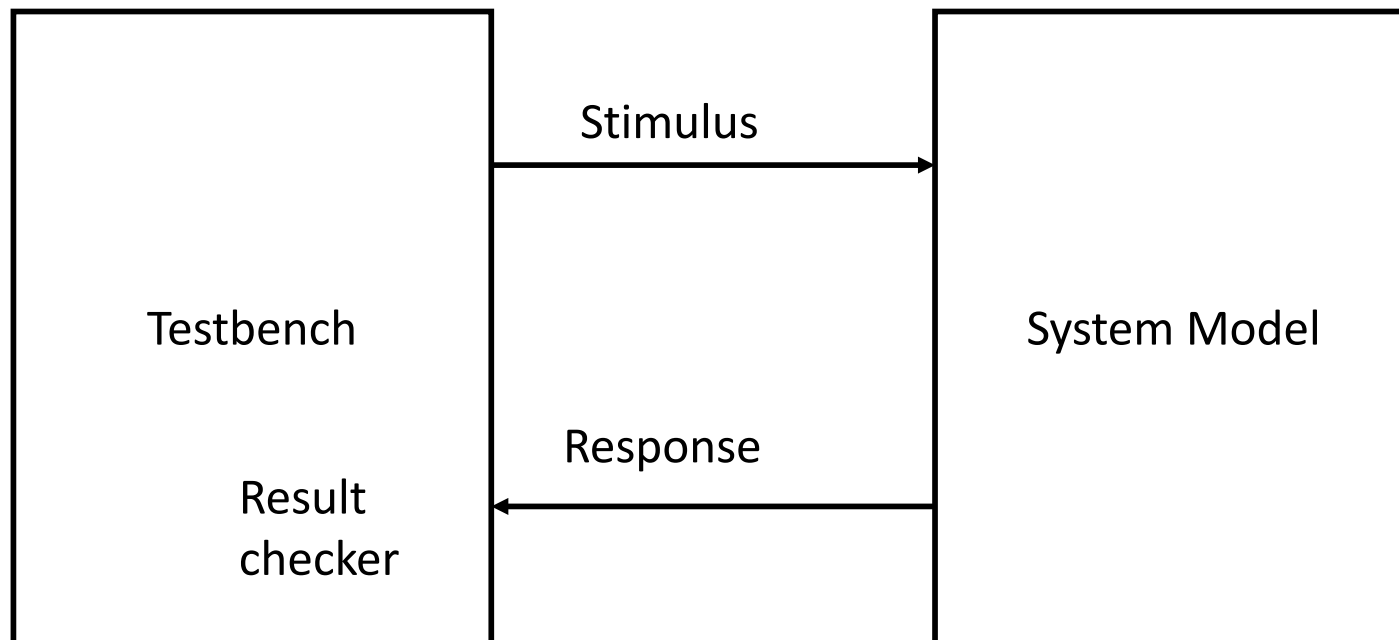 Stimulus
Testbench
System Model
Response
Result
checker